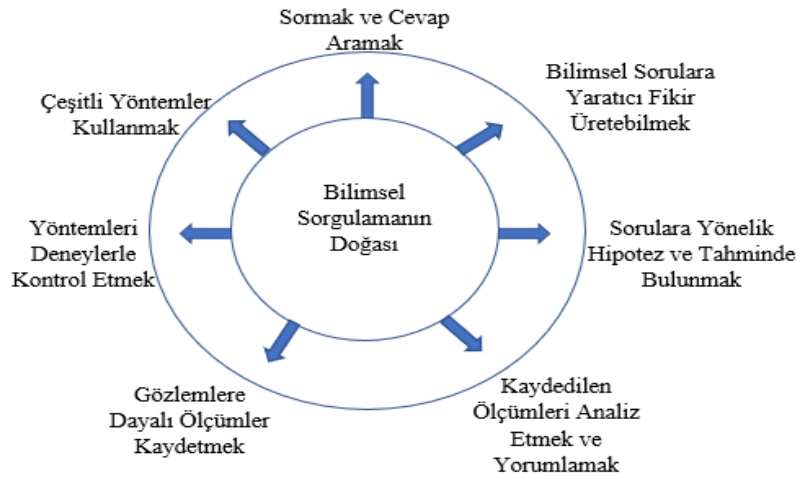 Sormak ve Cevap
Aramak
Bilimsel Sorulara
Yaratıcı Fikir
Üretebilmek
Çeşitli Yöntemler
Kullanmak
Bilimsel
Sorgulamanın
Doğası
Yöntemleri
Deneylerle
Kontrol Etmek
Sorulara Yönelik
Hipotez ve Tahminde
Bulunmak
Gözlemlere
Dayalı Ölçümler
Kaydetmek
Kaydedilen
Ölçümleri Analiz
Etmek ve
Yorumlamak